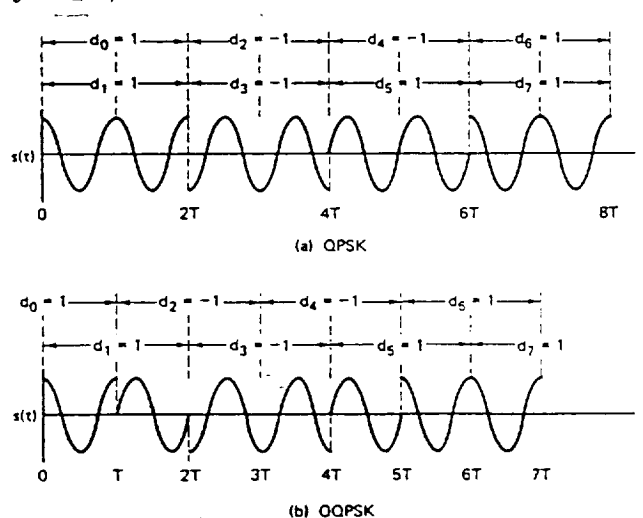 d0 = 1 d2 = −1 d4 = −1 d6 = 1
d1 = 1 d3 = −1 d5 = 1 d7 = 1
s(τ)
0 2T 4T 6T 8T
(a) QPSK
d0 = 1 d2 = −1 d4 = −1 d6 = 1
d1 = 1 d3 = −1 d5 = 1 d7 = 1
s(τ)
0 T 2T 3T 4T 5T 6T 7T
(b) OQPSK